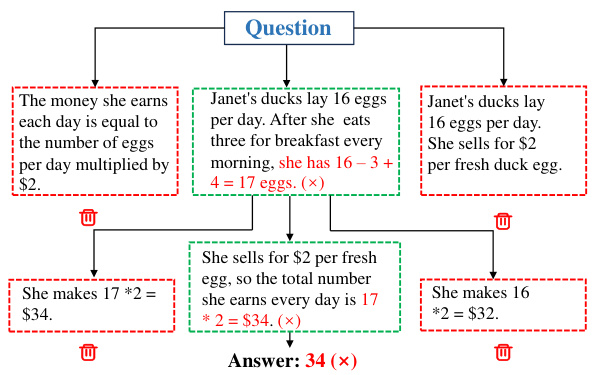 Question
The money she earns
each day is equal to
the number of eggs
per day multiplied by
$2.
Janet's ducks lay 16 eggs
per day. After she eats
three for breakfast every
morning, she has 16 – 3 +
4 = 17 eggs. (×)
Janet's ducks lay
16 eggs per day.
She sells for $2
per fresh duck egg.
She makes 17 *2 =
$34.
She sells for $2 per fresh
egg, so the total number
she earns every day is 17
* 2 = $34. (×)
She makes 16
*2 = $32.
Answer: 34 (×)